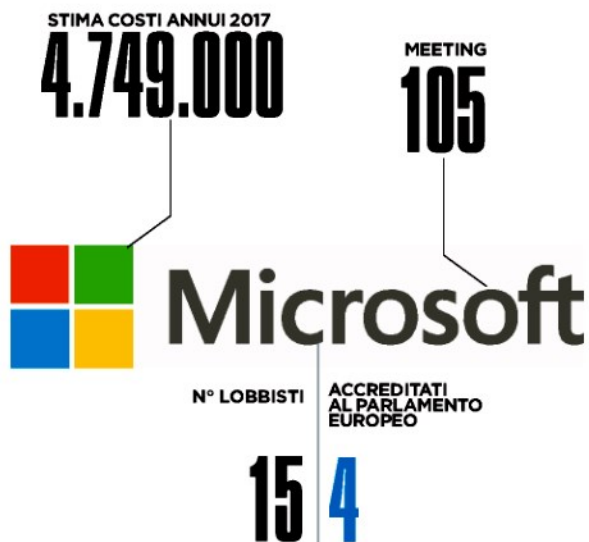 STIMA COSTI ANNUI 2017
4.749.000
MEETING
105
Microsoft
N° LOBBISTI
15
ACCREDITATI
AL PARLAMENTO
EUROPEO
4